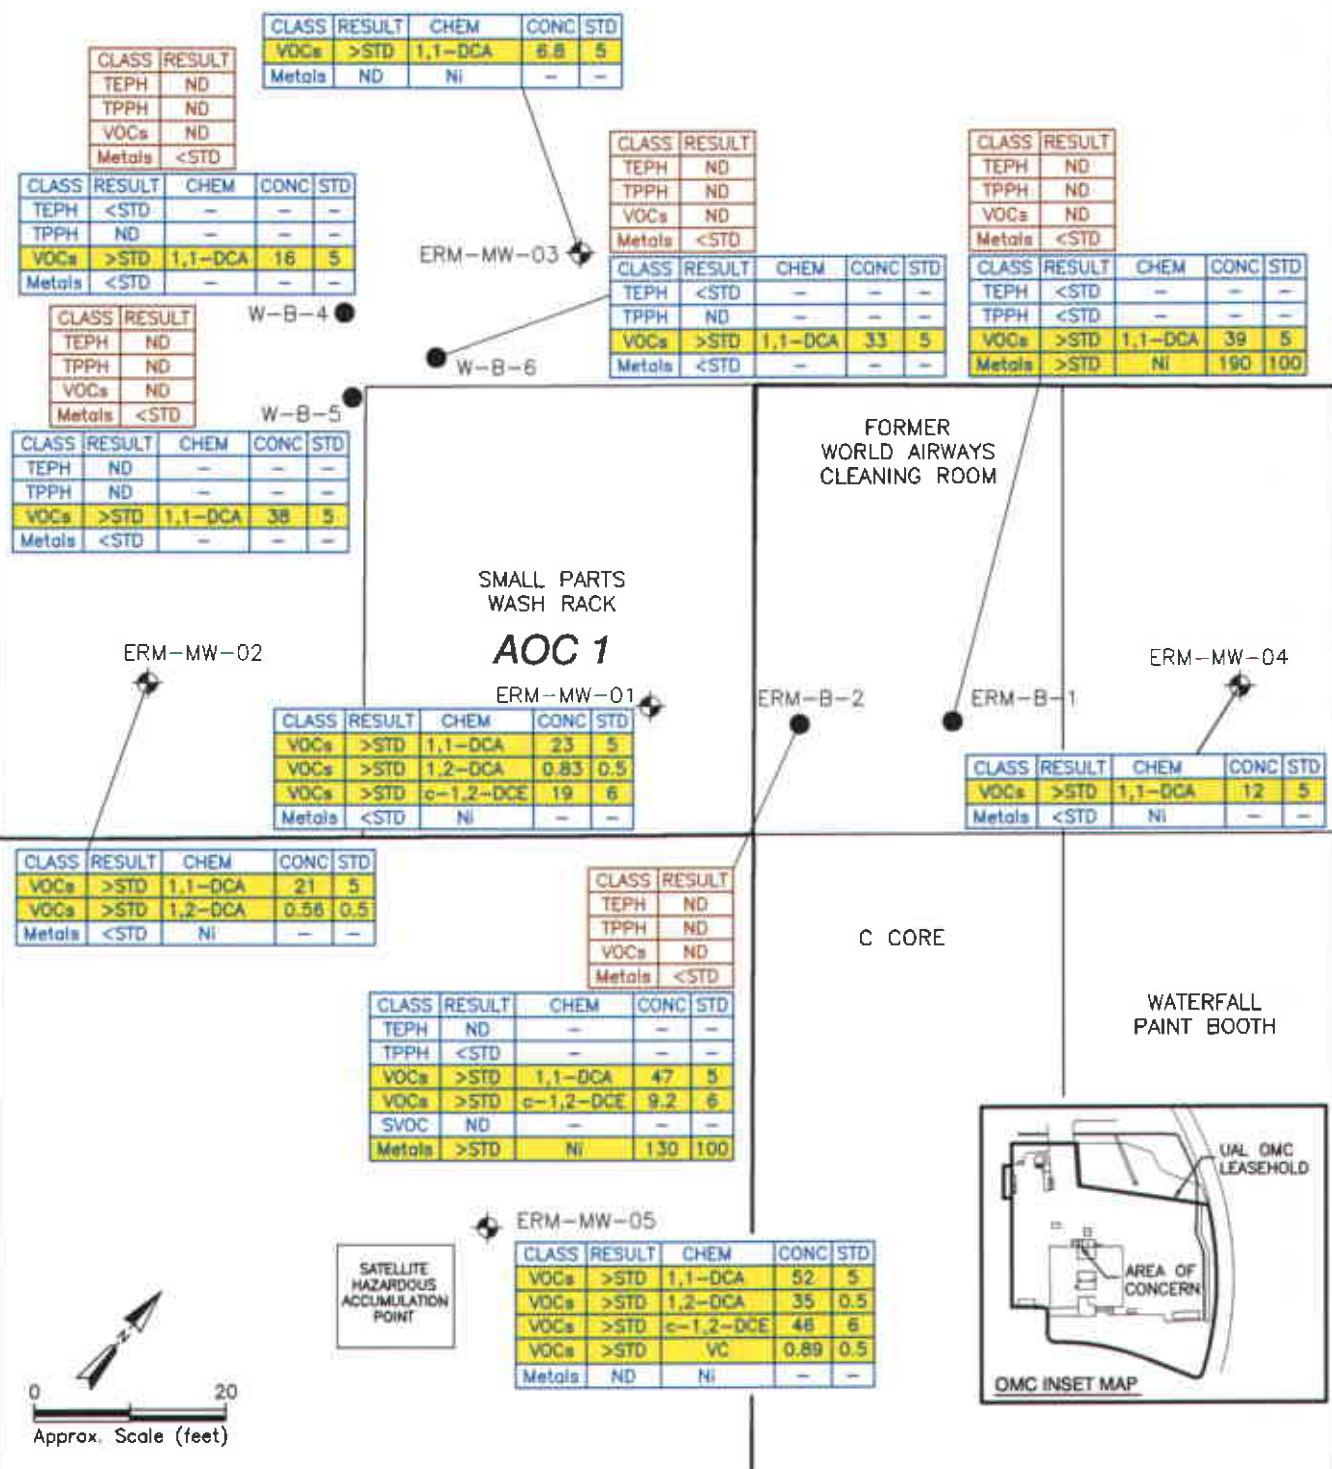 CLASS RESULT CHEM CONC STD
VOCs >STD 1,1-DCA 6.8 5
Metals ND Ni - -
CLASS RESULT
TEPH ND
TPPH ND
VOCs ND
Metals <STD
CLASS RESULT CHEM CONC STD
TEPH <STD - - -
TPPH ND - - -
VOCs >STD 1,1-DCA 16 5
Metals <STD - - -
W-B-4
ERM-MW-03
CLASS RESULT
TEPH ND
TPPH ND
VOCs ND
Metals <STD
CLASS RESULT CHEM CONC STD
TEPH <STD - - -
TPPH ND - - -
VOCs >STD 1,1-DCA 33 5
Metals <STD - - -
W-B-6
CLASS RESULT
TEPH ND
TPPH ND
VOCs ND
Metals <STD
CLASS RESULT CHEM CONC STD
TEPH <STD - - -
TPPH <STD - - -
VOCs >STD 1,1-DCA 39 5
Metals >STD Ni 190 100
CLASS RESULT
TEPH ND
TPPH ND
VOCs ND
Metals <STD
W-B-5
CLASS RESULT CHEM CONC STD
TEPH ND - - -
TPPH ND - - -
VOCs >STD 1,1-DCA 38 5
Metals <STD - - -
FORMER
WORLD AIRWAYS
CLEANING ROOM
SMALL PARTS
WASH RACK
AOC 1
ERM-MW-02
ERM-MW-01
ERM-B-2
ERM-B-1
ERM-MW-04
CLASS RESULT CHEM CONC STD
VOCs >STD 1,1-DCA 23 5
VOCs >STD 1,2-DCA 0.83 0.5
VOCs >STD c-1,2-DCE 19 6
Metals <STD Ni - -
CLASS RESULT CHEM CONC STD
VOCs >STD 1,1-DCA 12 5
Metals <STD Ni - -
CLASS RESULT CHEM CONC STD
VOCs >STD 1,1-DCA 21 5
VOCs >STD 1,2-DCA 0.56 0.5
Metals <STD Ni - -
CLASS RESULT
TEPH ND
TPPH ND
VOCs ND
Metals <STD
CLASS RESULT CHEM CONC STD
TEPH ND - - -
TPPH <STD - - -
VOCs >STD 1,1-DCA 47 5
VOCs >STD c-1,2-DCE 9.2 6
SVOC ND - - -
Metals >STD Ni 130 100
C CORE
WATERFALL
PAINT BOOTH
ERM-MW-05
CLASS RESULT CHEM CONC STD
VOCs >STD 1,1-DCA 52 5
VOCs >STD 1,2-DCA 35 0.5
VOCs >STD c-1,2-DCE 46 6
VOCs >STD VC 0.89 0.5
Metals ND Ni - -
SATELLITE
HAZARDOUS
ACCUMULATION
POINT
UAL OMC
LEASEHOLD
AREA OF
CONCERN
OMC INSET MAP
N
0 20
Approx. Scale (feet)